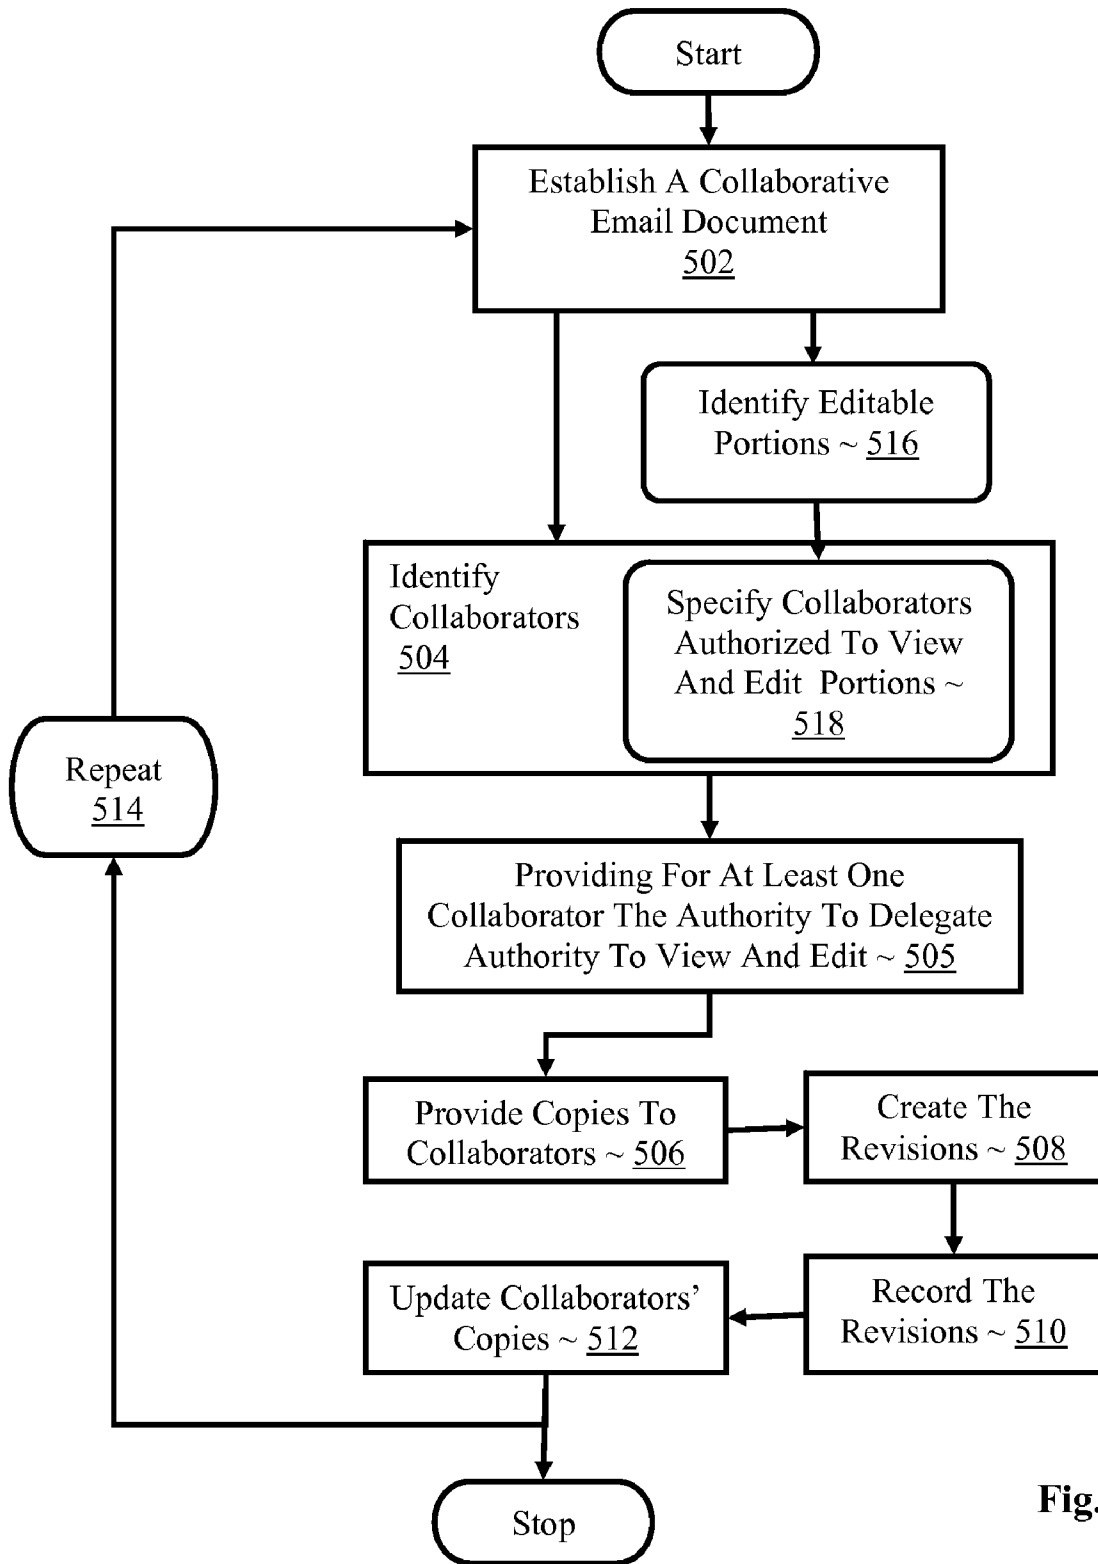 Start
Establish A Collaborative
Email Document
502
Identify Editable
Portions ~ 516
Identify
Collaborators
504
Specify Collaborators
Authorized To View
And Edit Portions ~
518
Repeat
514
Providing For At Least One
Collaborator The Authority To Delegate
Authority To View And Edit ~ 505
Provide Copies To
Collaborators ~ 506
Create The
Revisions ~ 508
Update Collaborators’
Copies ~ 512
Record The
Revisions ~ 510
Stop
Fig.